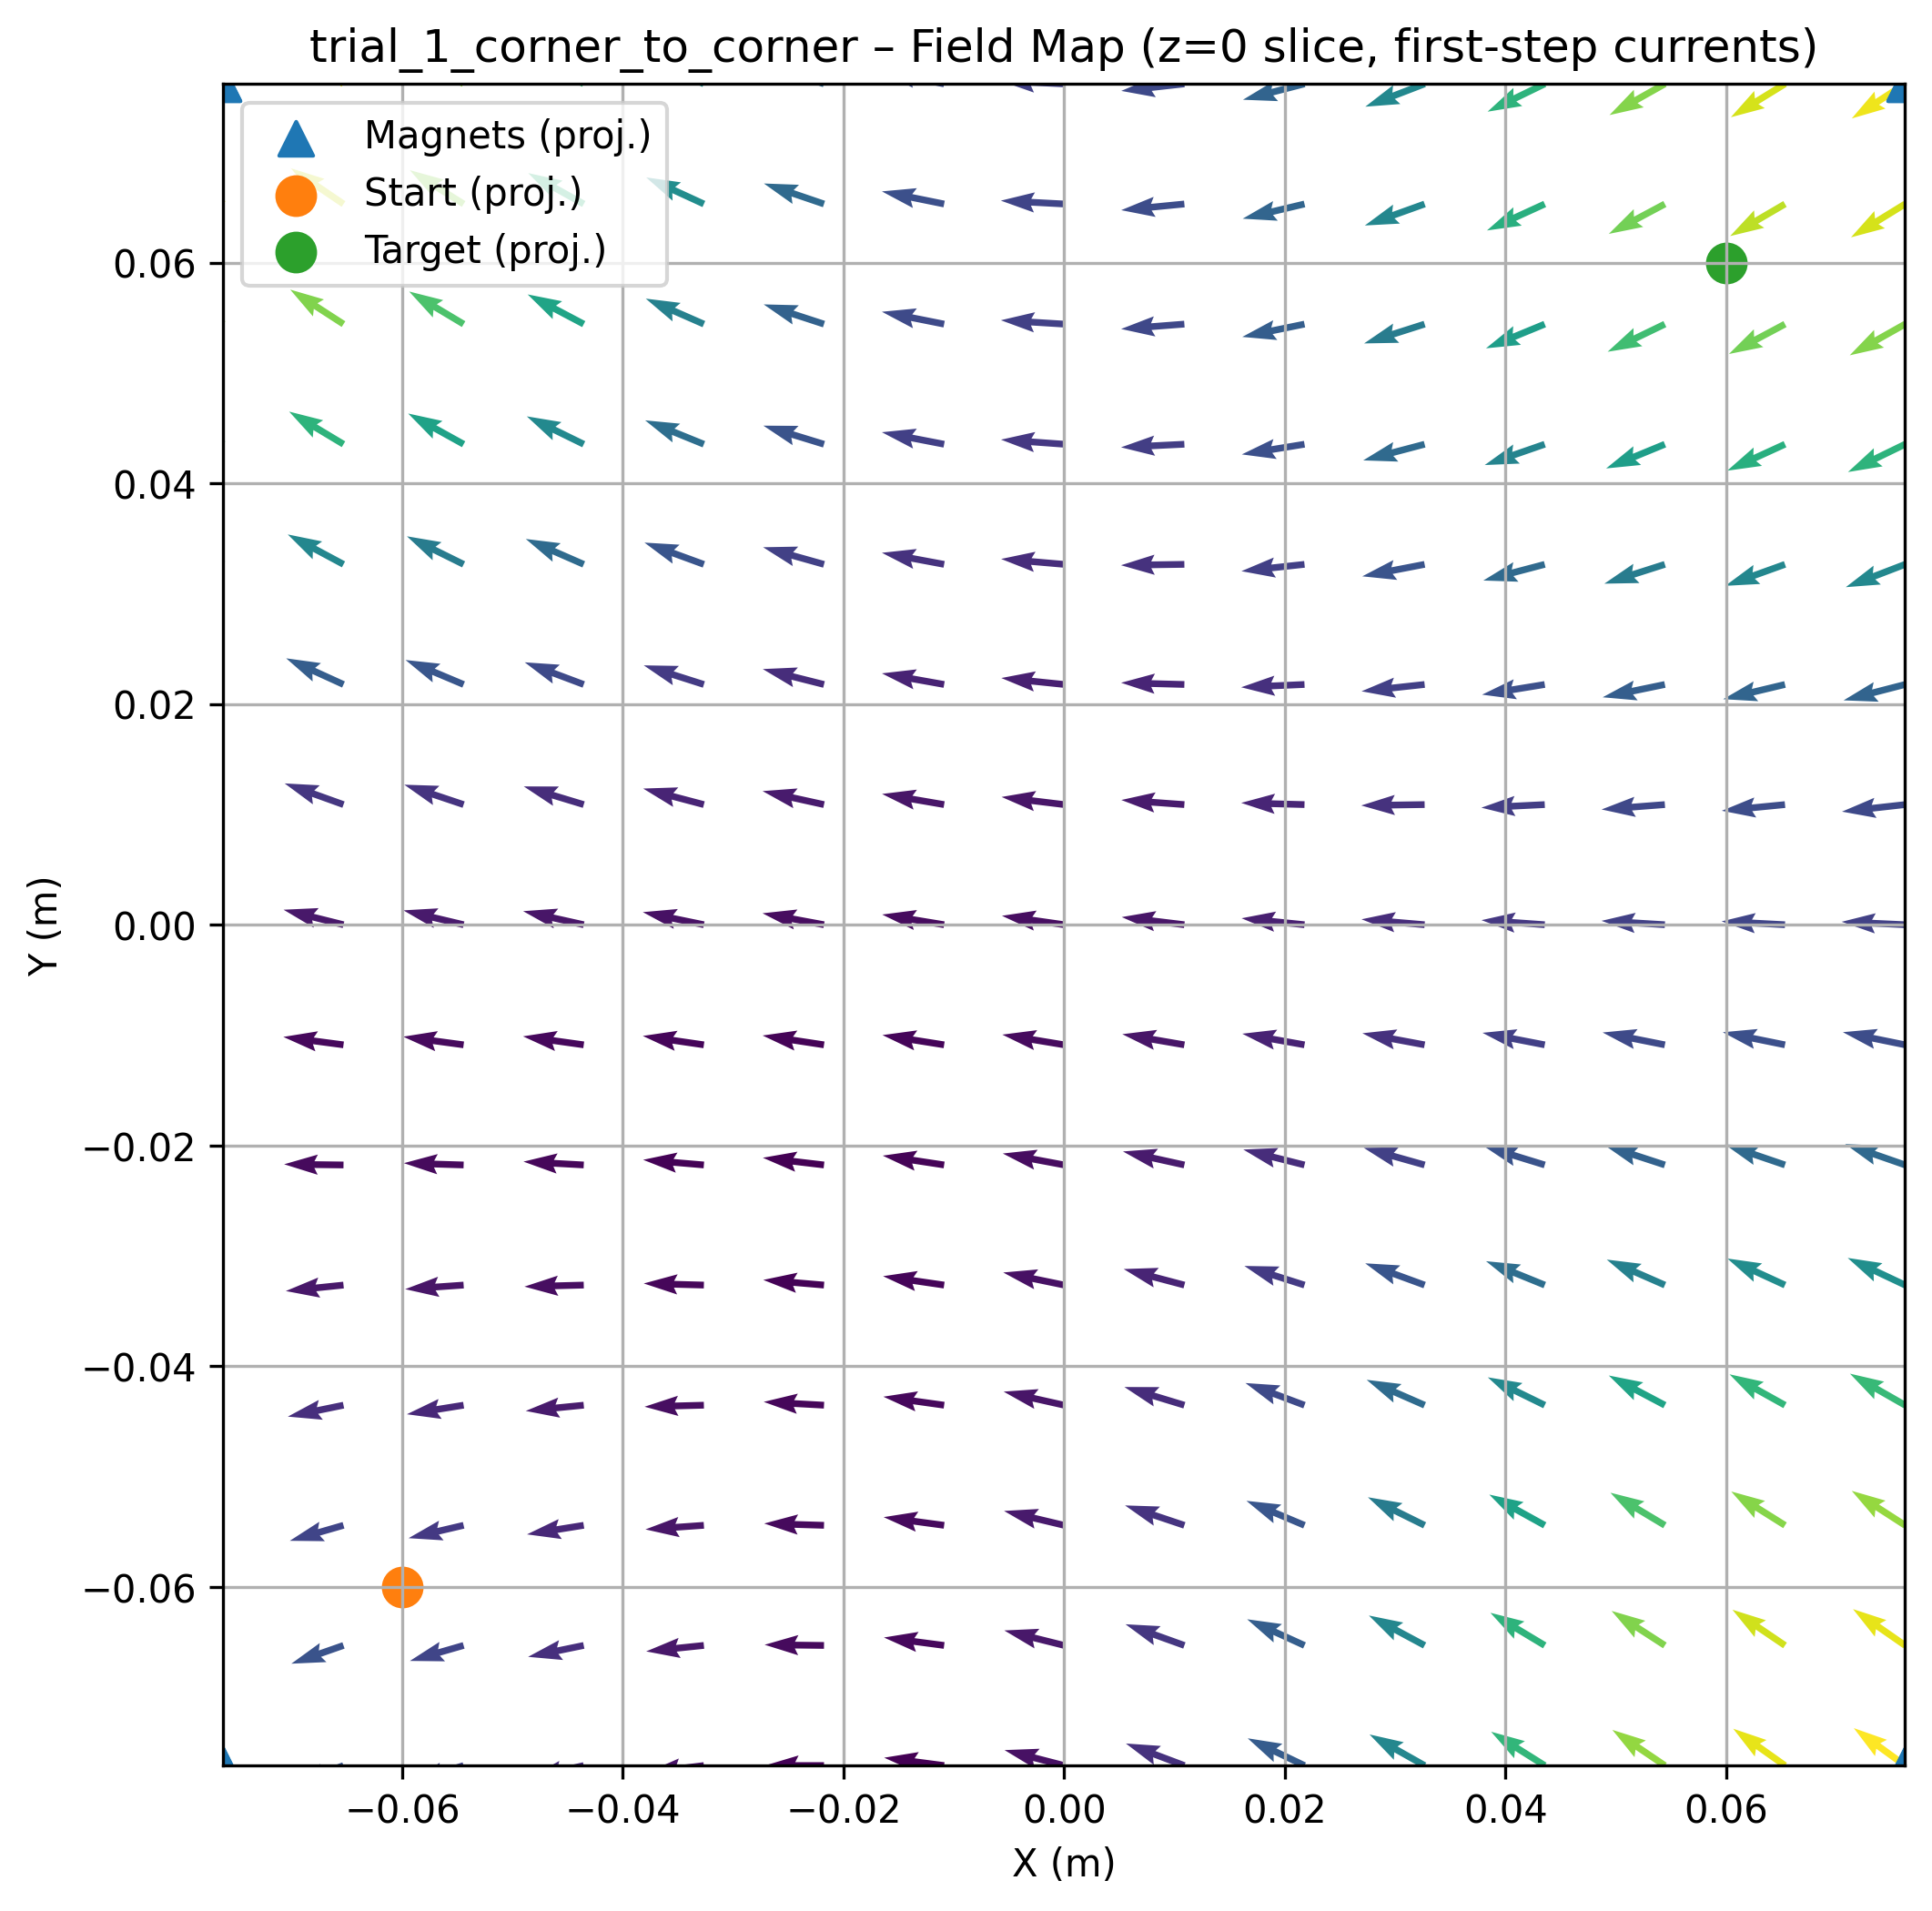 trial_1_corner_to_corner – Field Map (z=0 slice, first-step currents)
Magnets (proj.)
Start (proj.)
Target (proj.)
0.06
0.04
0.02
0.00
−0.02
−0.04
−0.06
Y (m)
−0.06
−0.04
−0.02
0.00
0.02
0.04
0.06
X (m)